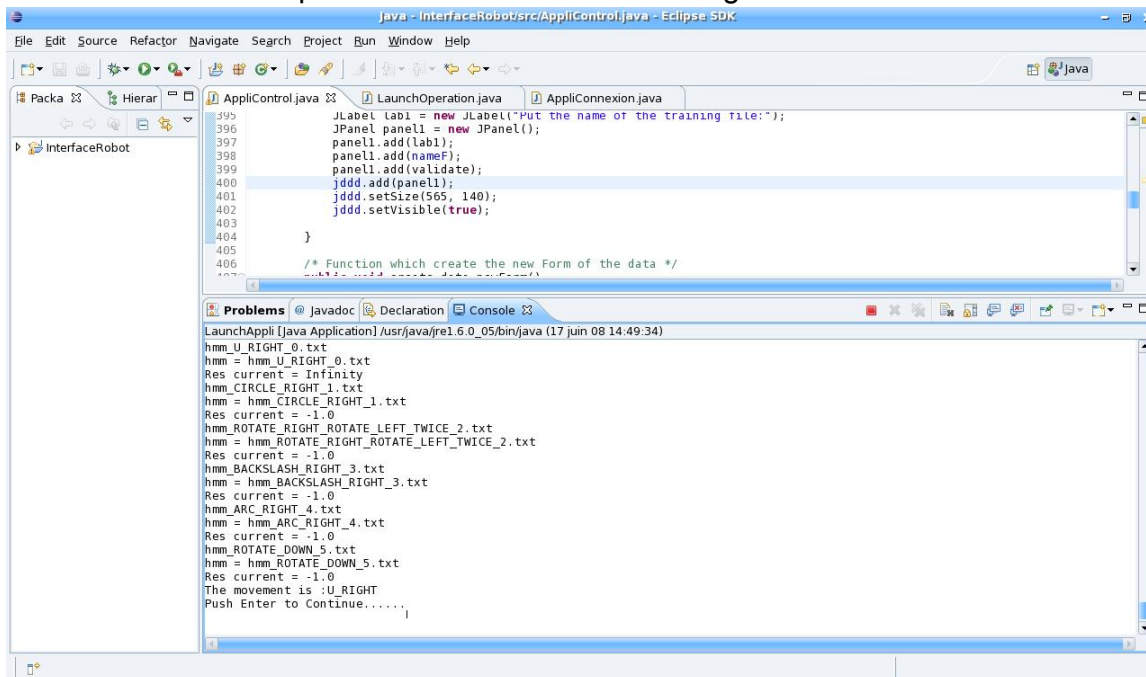 Java - InterfaceRobot/src/AppliControl.java - Eclipse SDK
File Edit Source Refactor Navigate Search Project Run Window Help
Java
Packa Hierar
AppliControl.java LaunchOperation.java AppliConnexion.java
InterfaceRobot
395 JLabel lab1 = new JLabel("Put the name of the training file:");
396 JPanel panel1 = new JPanel();
397 panel1.add(lab1);
398 panel1.add(nameF);
399 panel1.add(validate);
400 jddd.add(panel1);
401 jddd.setSize(565, 140);
402 jddd.setVisible(true);
403
404 }
405
406 /* Function which create the new Form of the data */
Problems @ Javadoc Declaration Console
LaunchAppli [Java Application] /usr/java/jre1.6.0_05/bin/java (17 juin 08 14:49:34)
hmm_U_RIGHT_0.txt
hmm = hmm_U_RIGHT_0.txt
Res current = Infinity
hmm_CIRCLE_RIGHT_1.txt
hmm = hmm_CIRCLE_RIGHT_1.txt
Res current = -1.0
hmm_ROTATE_RIGHT_ROTATE_LEFT_TWICE_2.txt
hmm = hmm_ROTATE_RIGHT_ROTATE_LEFT_TWICE_2.txt
Res current = -1.0
hmm_BACKSLASH_RIGHT_3.txt
hmm = hmm_BACKSLASH_RIGHT_3.txt
Res current = -1.0
hmm_ARC_RIGHT_4.txt
hmm = hmm_ARC_RIGHT_4.txt
Res current = -1.0
hmm_ROTATE_DOWN_5.txt
hmm = hmm_ROTATE_DOWN_5.txt
Res current = -1.0
The movement is :U_RIGHT
Push Enter to Continue......